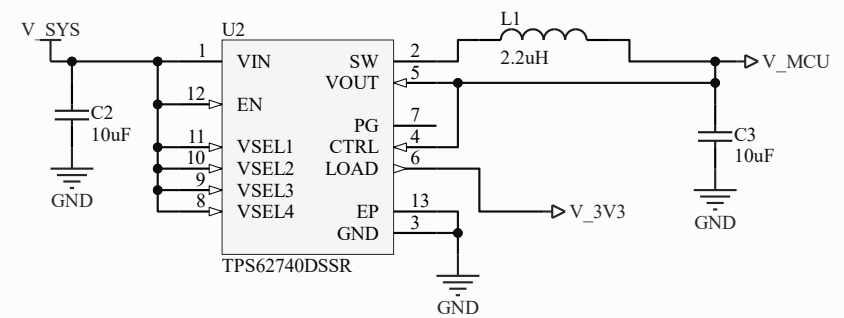 V_SYS
U2
L1
2.2uH
1 VIN
SW 2
VOUT 5
V_MCU
12 EN
C2
10uF
PG 7
11 VSEL1
CTRL 4
C3
10uF
10 VSEL2
LOAD 6
9 VSEL3
8 VSEL4
EP 13
V_3V3
GND 3
GND
GND
TPS62740DSSR
GND